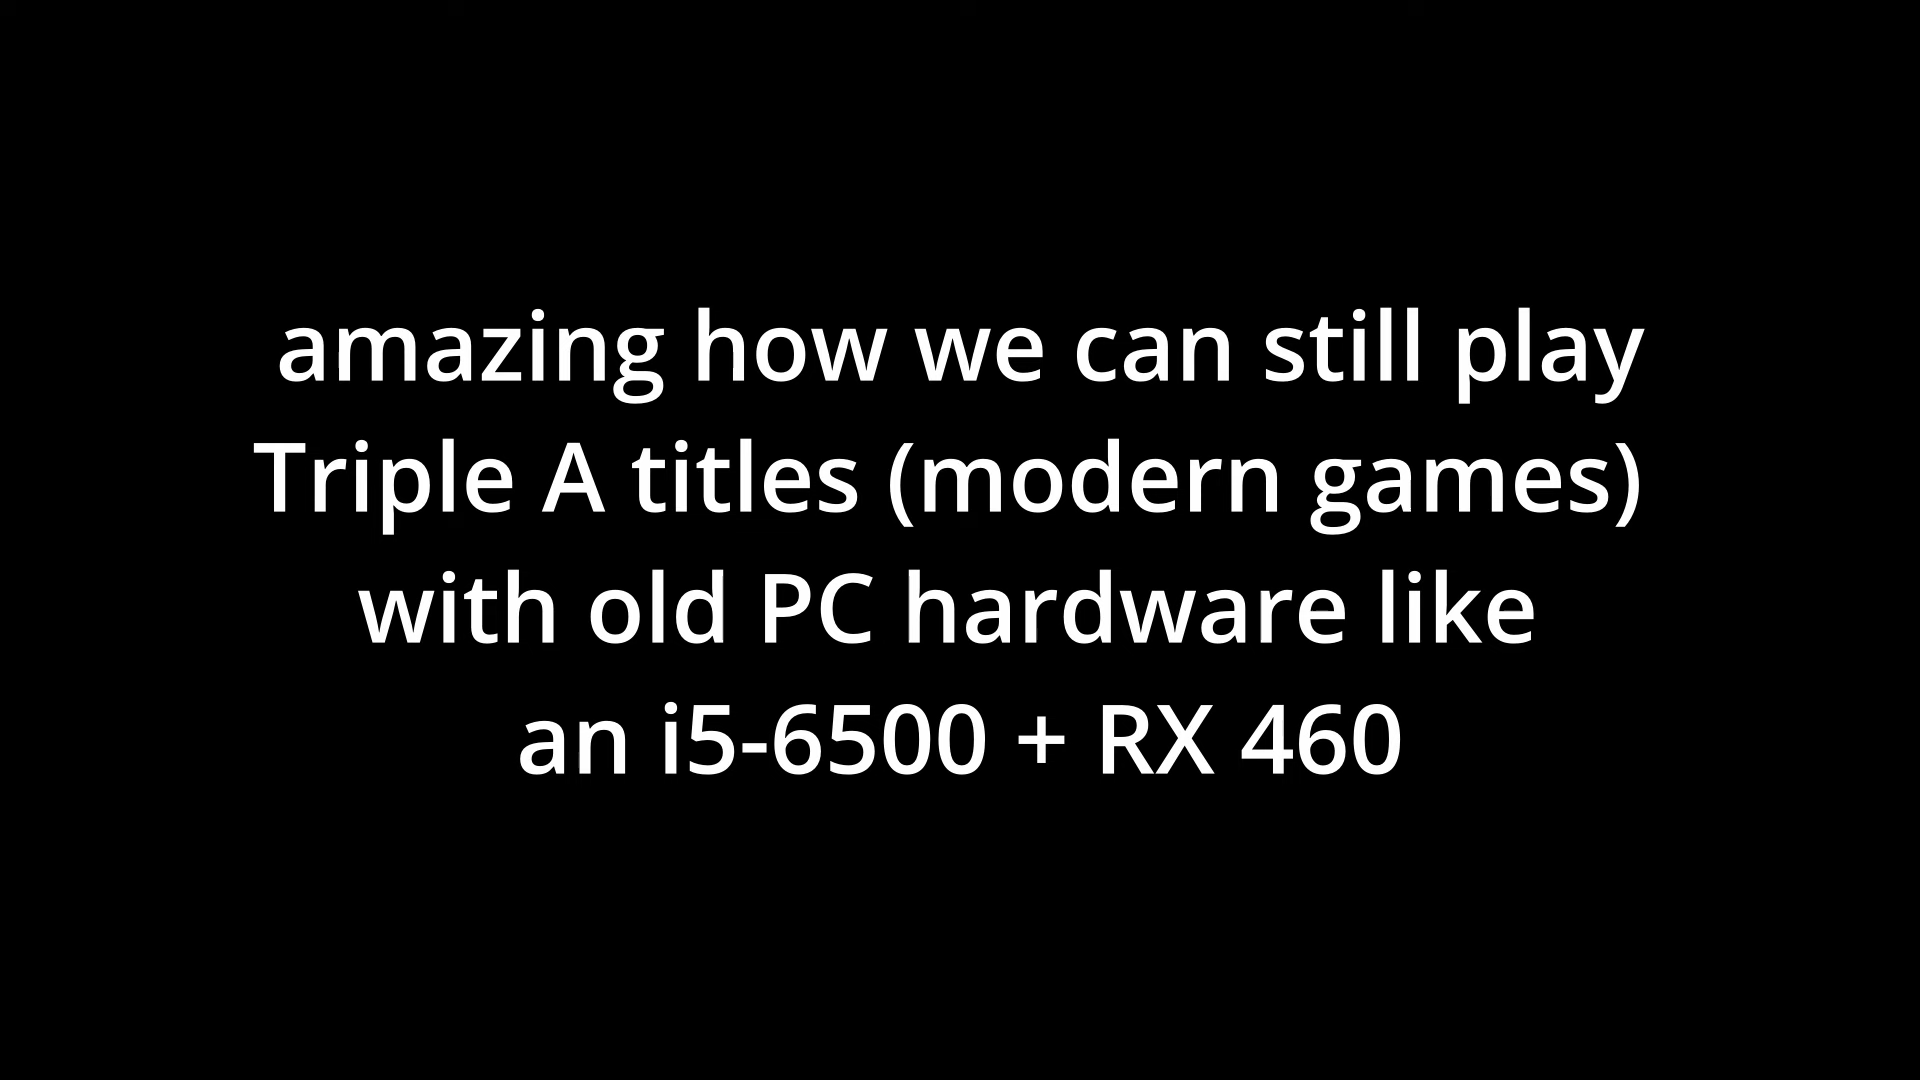 amazing how we can still play
Triple A titles (modern games)
with old PC hardware like
an i5-6500 + RX 460